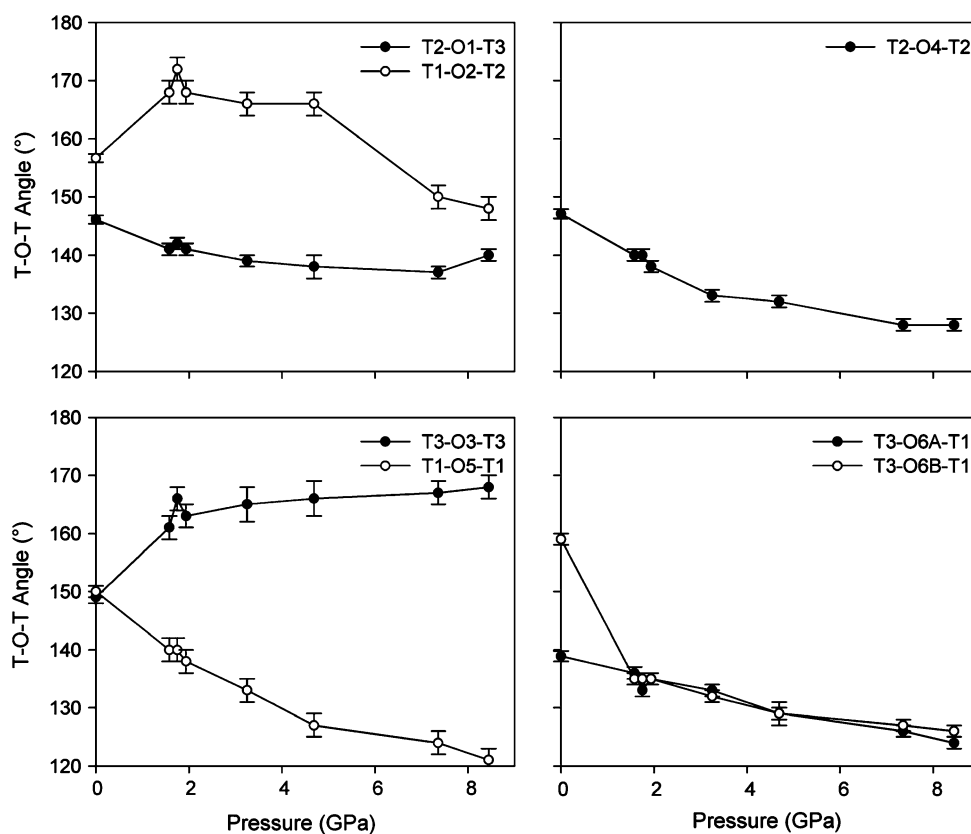 180
170
160
150
140
130
120
T-O-T Angle (°)
T2-O1-T3
T1-O2-T2
T2-O4-T2
180
170
160
150
140
130
120
T-O-T Angle (°)
T3-O3-T3
T1-O5-T1
T3-O6A-T1
T3-O6B-T1
0 2 4 6 8
0 2 4 6 8
Pressure (GPa)
Pressure (GPa)